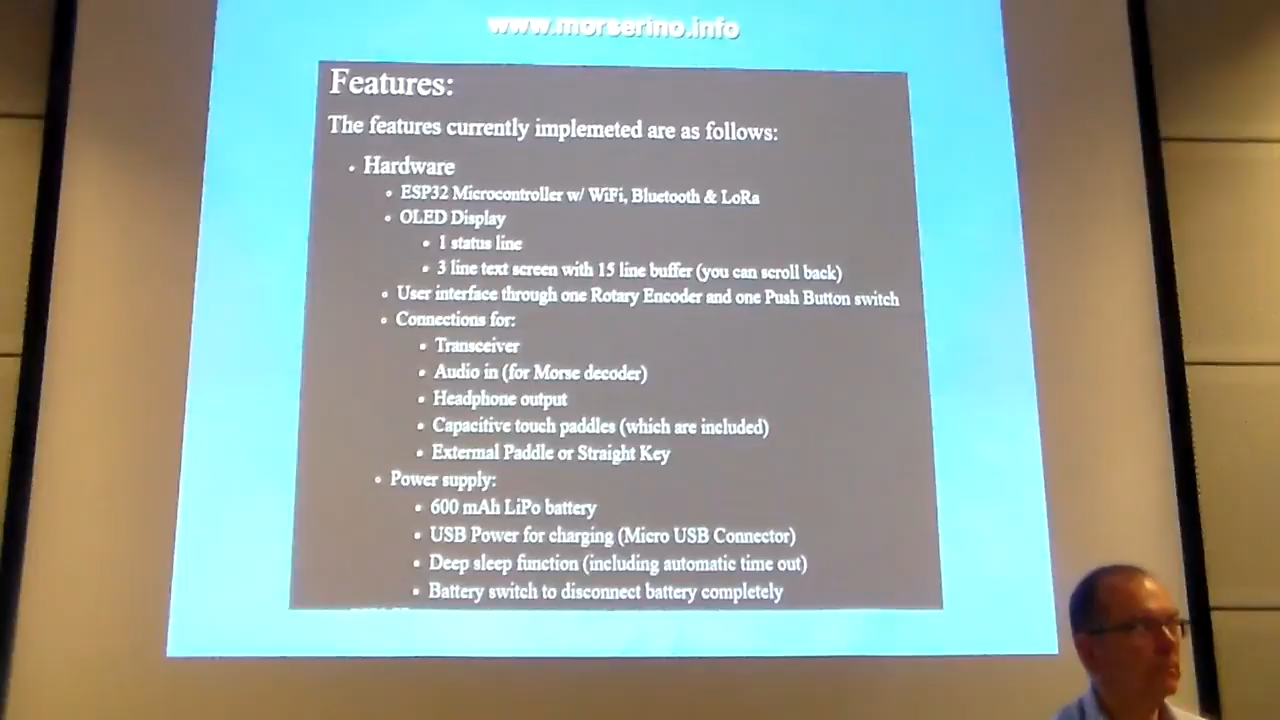 www.morserino.info
Features:
The features currently implemeted are as follows:
Hardware
ESP32 Microcontroller w/ WiFi, Bluetooth & LoRa
OLED Display
1 status line
3 line text screen with 15 line buffer (you can scroll back)
User interface through one Rotary Encoder and one Push Button switch
Connections for:
Transceiver
Audio in (for Morse decoder)
Headphone output
Capacitive touch paddles (which are included)
External Paddle or Straight Key
Power supply:
600 mAh LiPo battery
USB Power for charging (Micro USB Connector)
Deep sleep function (including automatic time out)
Battery switch to disconnect battery completely